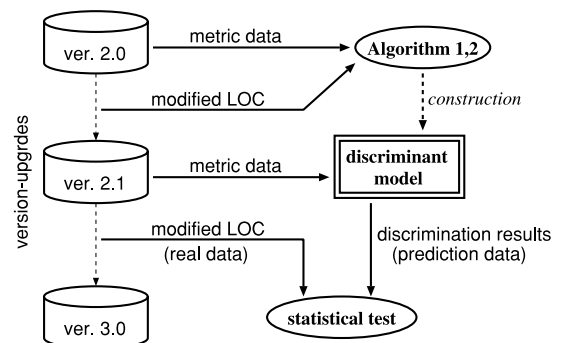 metric data
ver. 2.0
Algorithm 1,2
modified LOC
construction
version-upgrdes
ver. 2.1
metric data
discriminant
model
modified LOC
(real data)
discrimination results
(prediction data)
ver. 3.0
statistical test